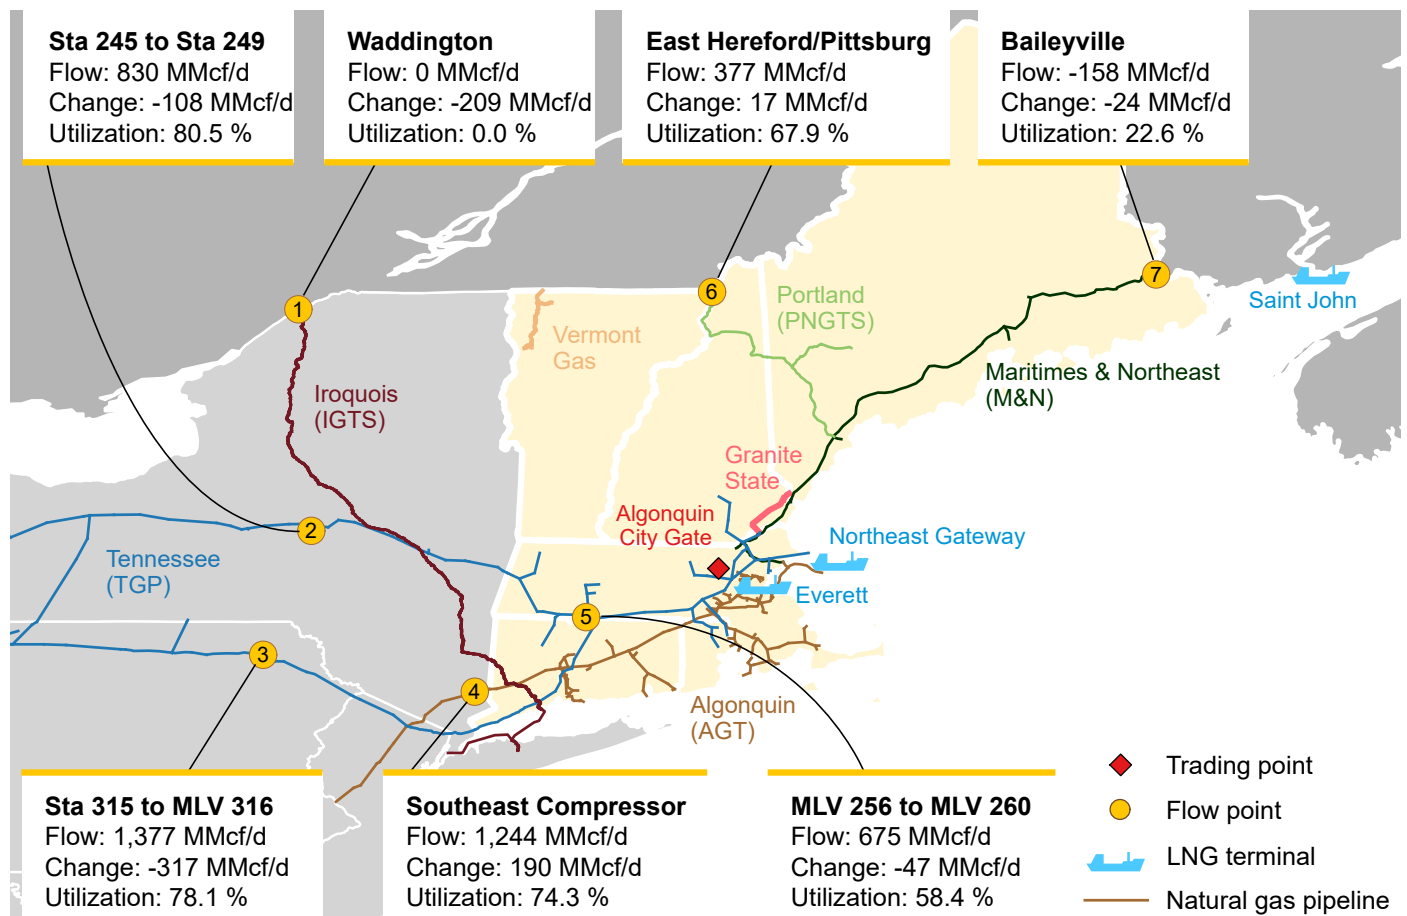 Sta 245 to Sta 249
Flow: 830 MMcf/d
Change: -108 MMcf/d
Utilization: 80.5 %
Waddington
Flow: 0 MMcf/d
Change: -209 MMcf/d
Utilization: 0.0 %
East Hereford/Pittsburg
Flow: 377 MMcf/d
Change: 17 MMcf/d
Utilization: 67.9 %
Baileyville
Flow: -158 MMcf/d
Change: -24 MMcf/d
Utilization: 22.6 %
1
6
7
Saint John
Portland
(PNGTS)
Vermont
Gas
Iroquois
(IGTS)
Maritimes & Northeast
(M&N)
Granite
State
Algonquin
City Gate
2
Northeast Gateway
Tennessee
(TGP)
Everett
5
3
4
Algonquin
(AGT)
Sta 315 to MLV 316
Flow: 1,377 MMcf/d
Change: -317 MMcf/d
Utilization: 78.1 %
Southeast Compressor
Flow: 1,244 MMcf/d
Change: 190 MMcf/d
Utilization: 74.3 %
MLV 256 to MLV 260
Flow: 675 MMcf/d
Change: -47 MMcf/d
Utilization: 58.4 %
Trading point
Flow point
LNG terminal
Natural gas pipeline